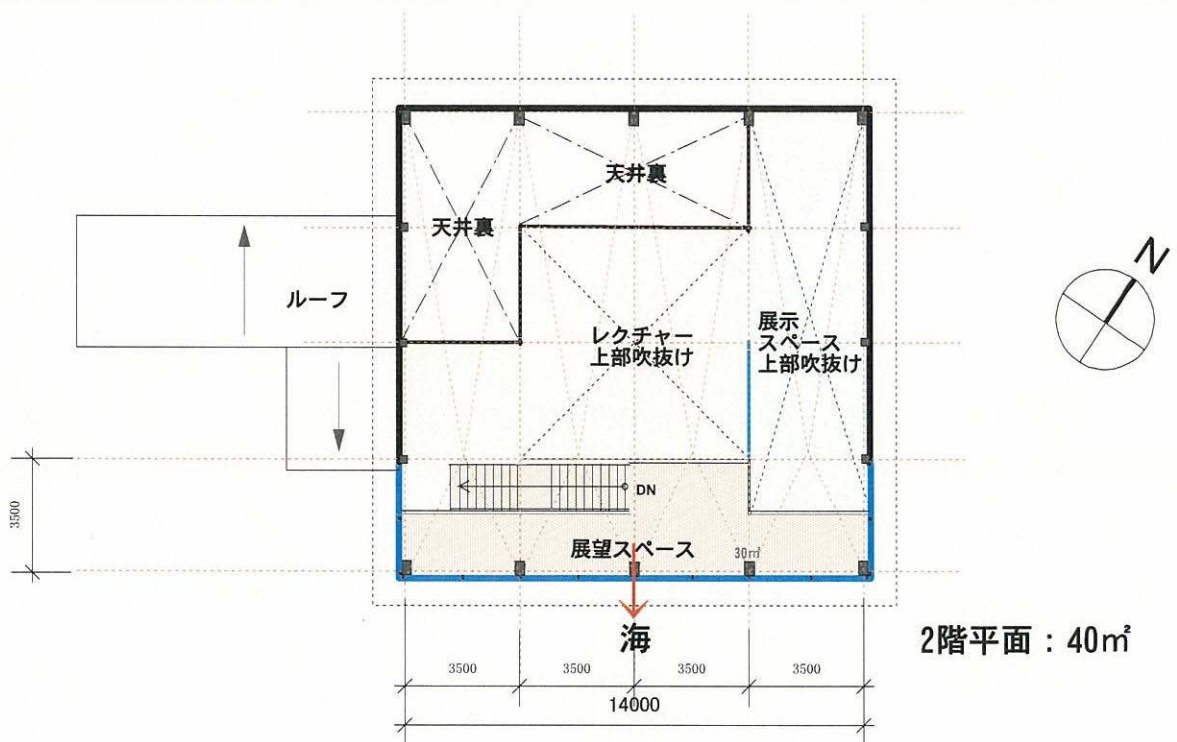 天井裏
天井裏
N
ルーフ
レクチャー
上部吹抜け
展示
スペース
上部吹抜け
3500
DN
展望スペース
30㎡
海
2階平面：40㎡
3500
3500
3500
3500
14000